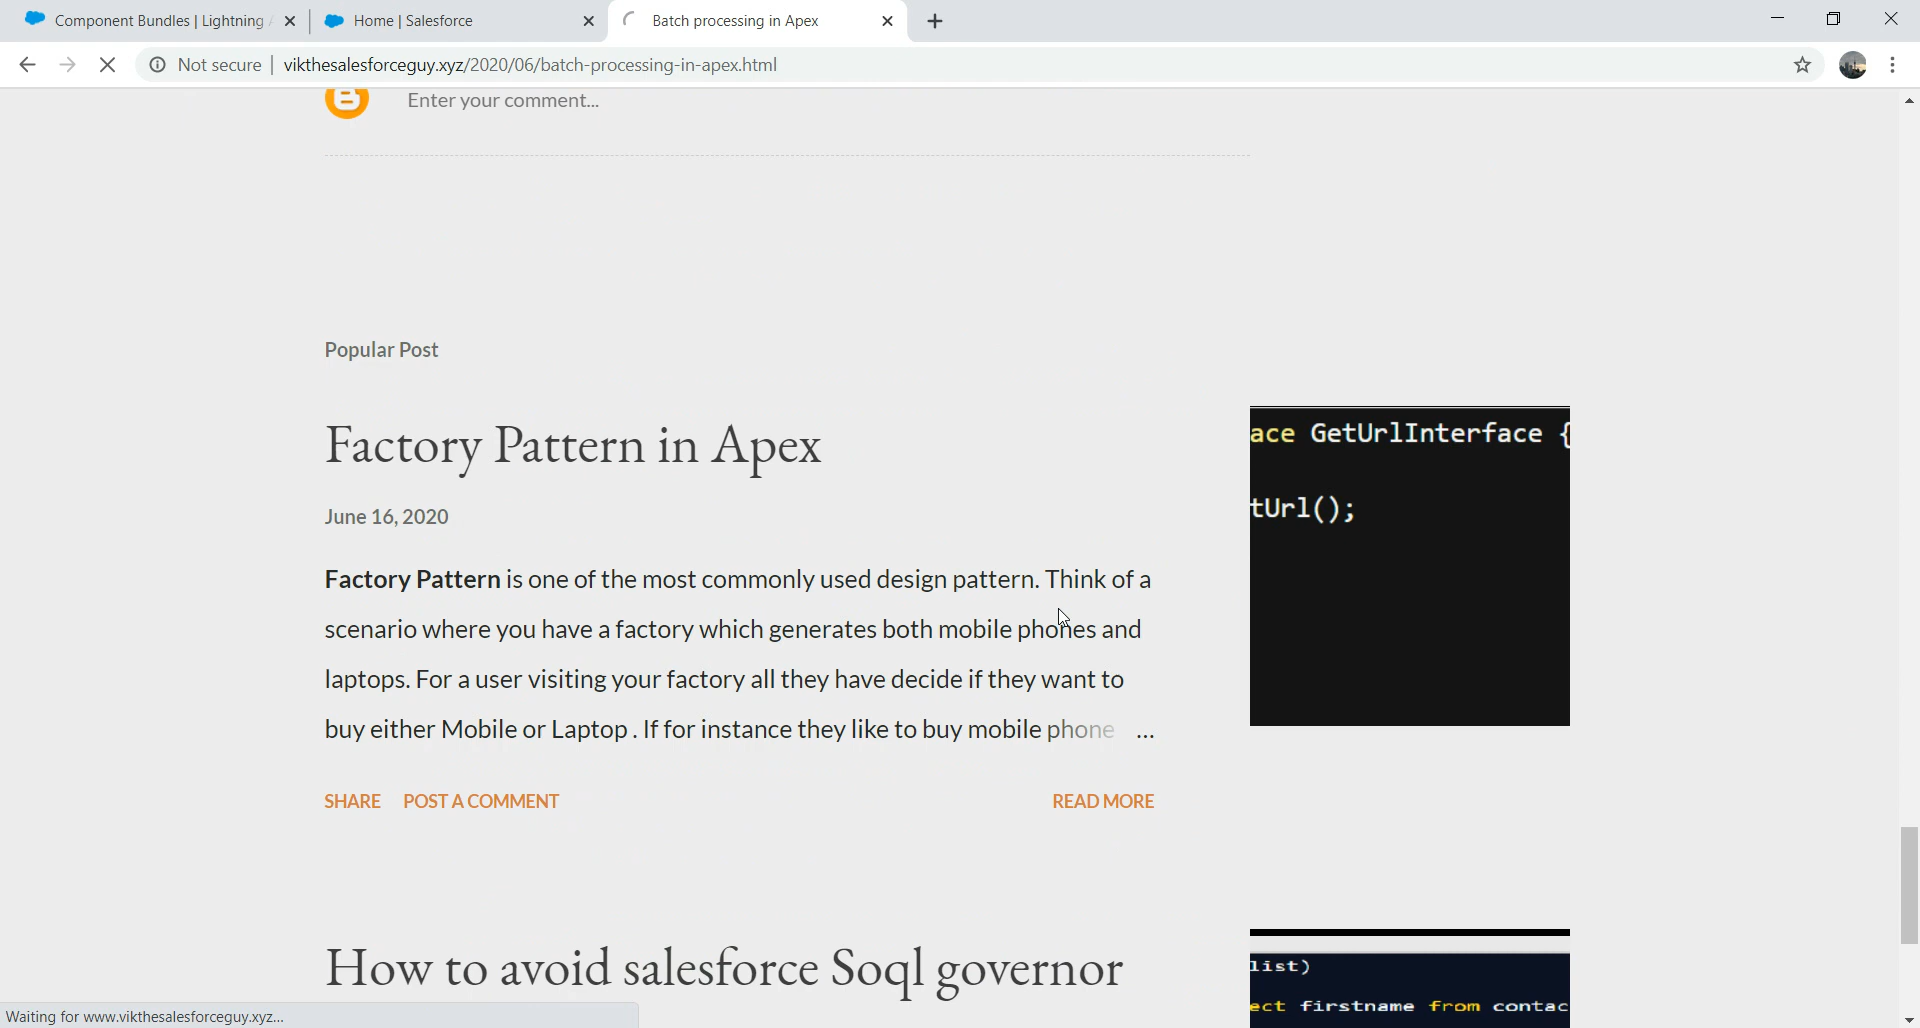 Component Bundles | Lightning
Home | Salesforce
Batch processing in Apex
Not secure
vikthesalesforceguy.xyz/2020/06/batch-processing-in-apex.html
Enter your comment...
Popular Post
Factory Pattern in Apex
June 16, 2020
Factory Pattern is one of the most commonly used design pattern. Think of a
scenario where you have a factory which generates both mobile phones and
laptops. For a user visiting your factory all they have decide if they want to
buy either Mobile or Laptop . If for instance they like to buy mobile phone ...
SHARE POST A COMMENT READ MORE
ace GetUrlInterface {
tUrl();
How to avoid salesforce Soql governor
list)
ect firstname from contac
Waiting for www.vikthesalesforceguy.xyz...